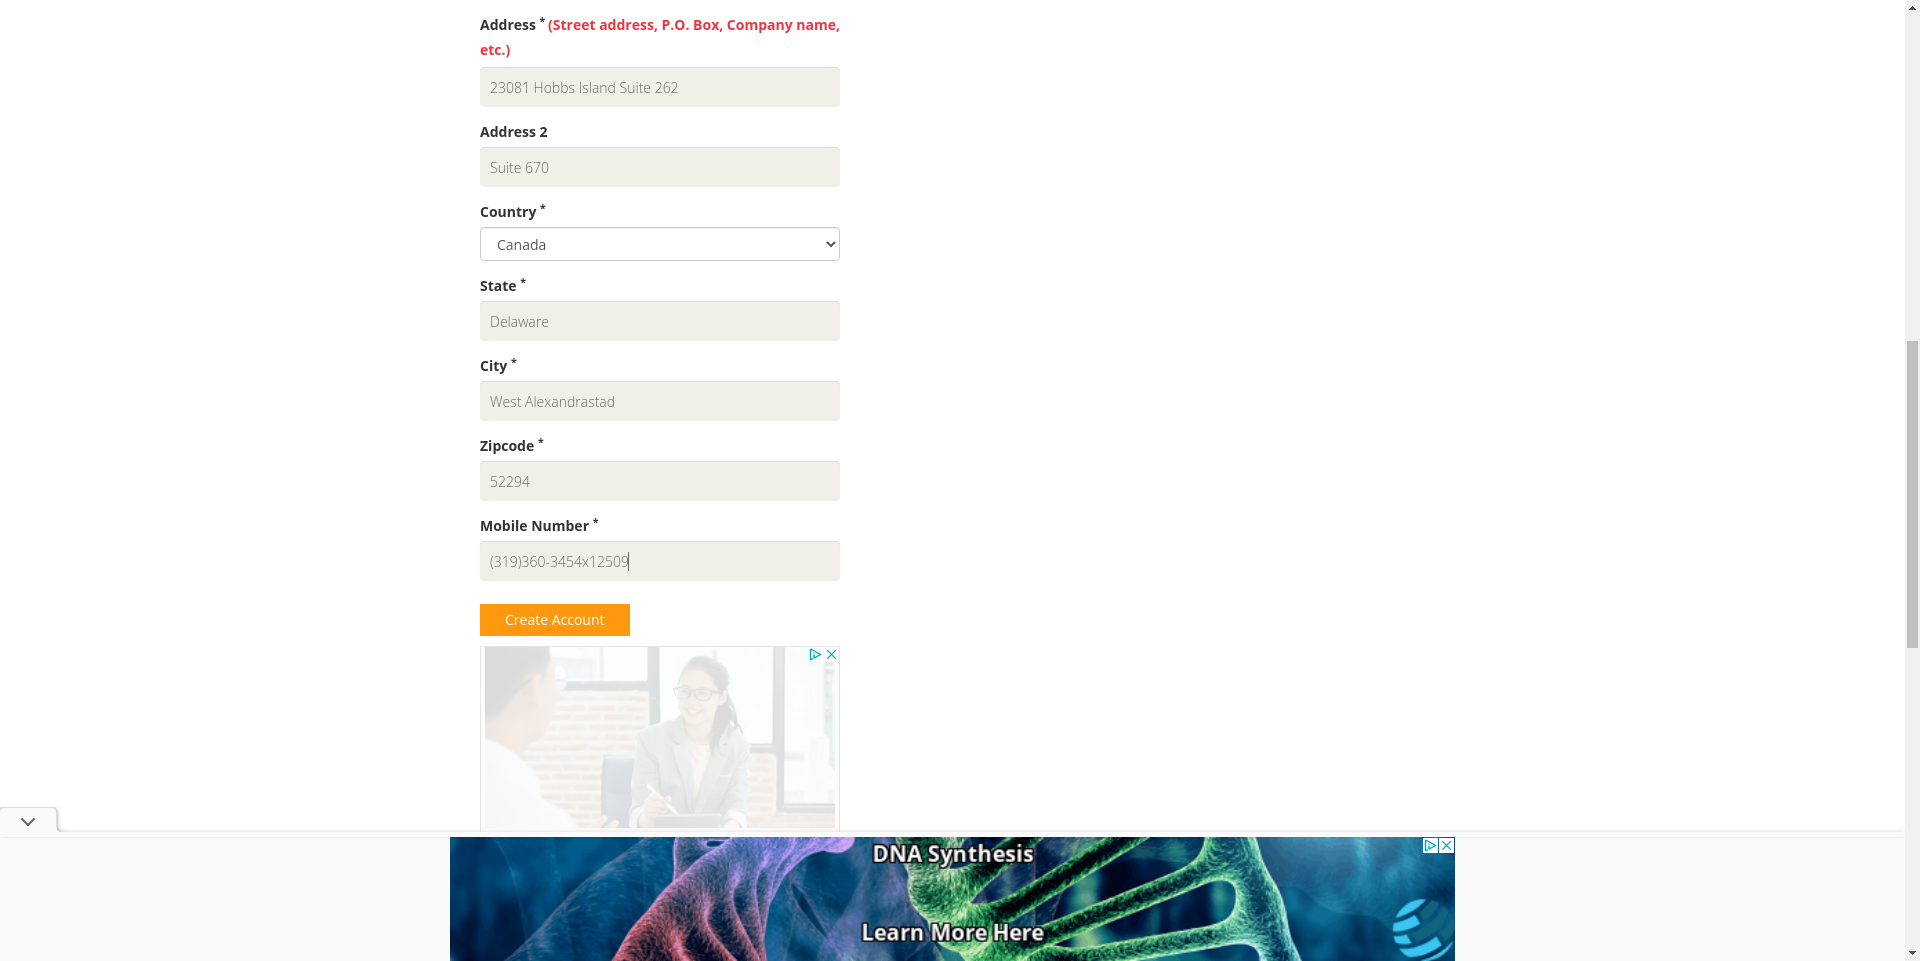 Address * (Street address, P.O. Box, Company name,
etc.)
23081 Hobbs Island Suite 262
Address 2
Suite 670
Country *
Canada
State *
Delaware
City *
West Alexandrastad
Zipcode *
52294
Mobile Number *
(319)360-3454x12509
Create Account
DNA Synthesis
Learn More Here